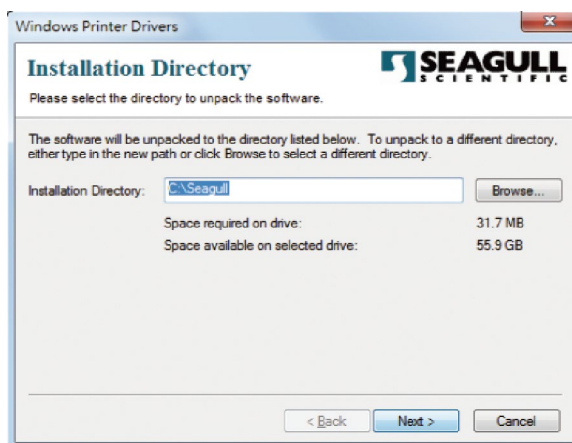 Windows Printer Drivers
Installation Directory
SEAGULL
SCIENTIFIC
Please select the directory to unpack the software.
The software will be unpacked to the directory listed below. To unpack to a different directory,
either type in the new path or click Browse to select a different directory.
Installation Directory: C:\Seagull Browse...
Space required on drive: 31.7 MB
Space available on selected drive: 55.9 GB
< Back Next > Cancel